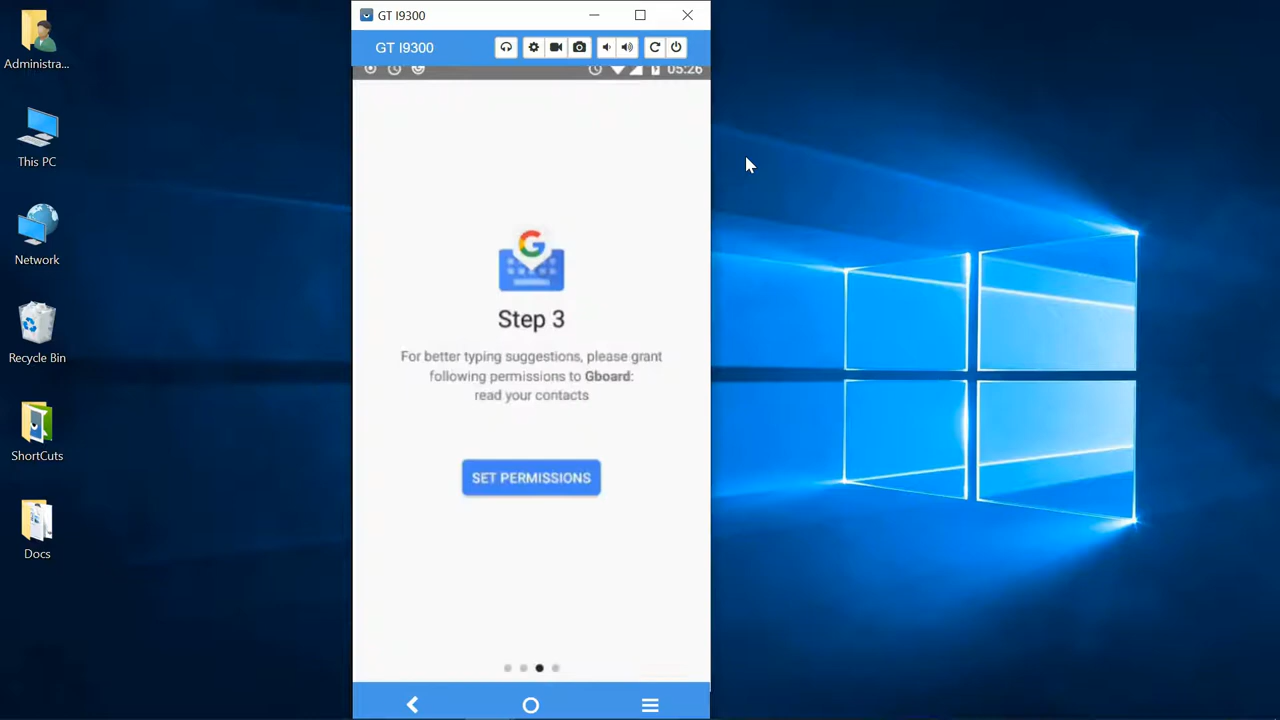 GT I9300
GT I9300
05:26
Step 3
For better typing suggestions, please grant
following permissions to Gboard:
read your contacts
SET PERMISSIONS
Administra...
This PC
Network
Recycle Bin
ShortCuts
Docs